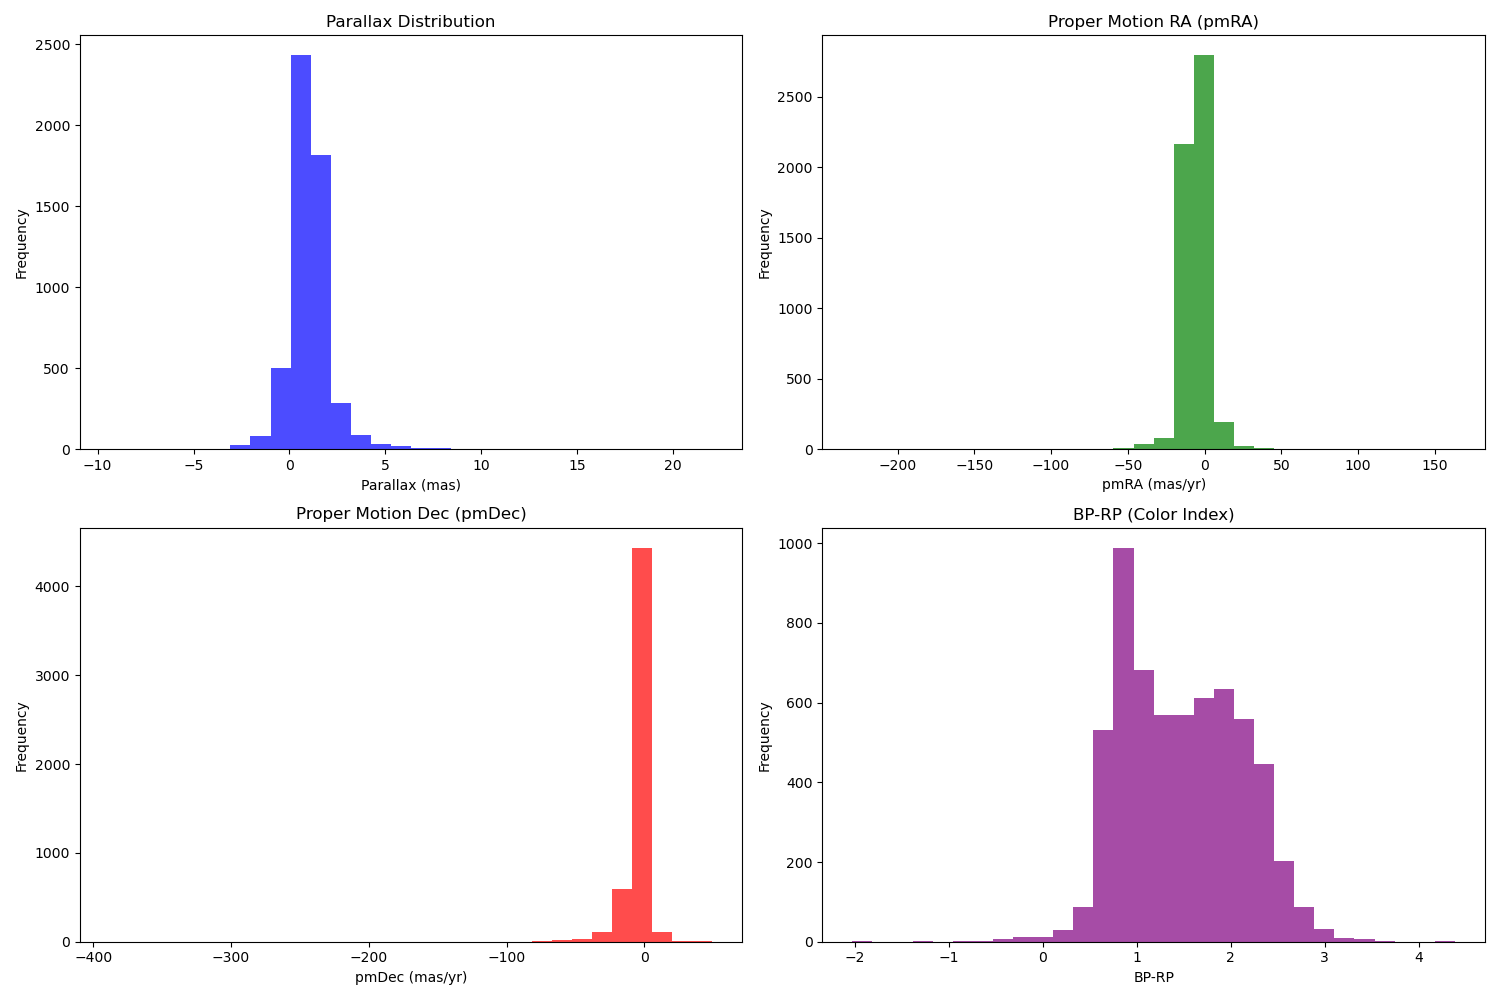 Parallax Distribution
Frequency
2500
2000
1500
1000
500
0
−10 −5 0 5 10 15 20
Parallax (mas)
Proper Motion RA (pmRA)
Frequency
2500
2000
1500
1000
500
0
−200 −150 −100 −50 0 50 100 150
pmRA (mas/yr)
Proper Motion Dec (pmDec)
Frequency
4000
3000
2000
1000
0
−400 −300 −200 −100 0
pmDec (mas/yr)
BP-RP (Color Index)
Frequency
1000
800
600
400
200
0
−2 −1 0 1 2 3 4
BP-RP